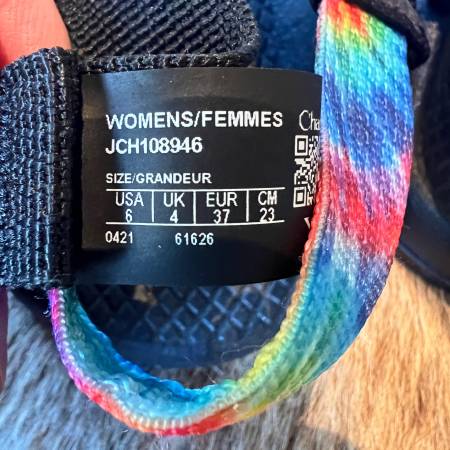 WOMENS/FEMMES
JCH108946
SIZE/GRANDEUR
USA UK EUR CM
6 4 37 23
0421 61626